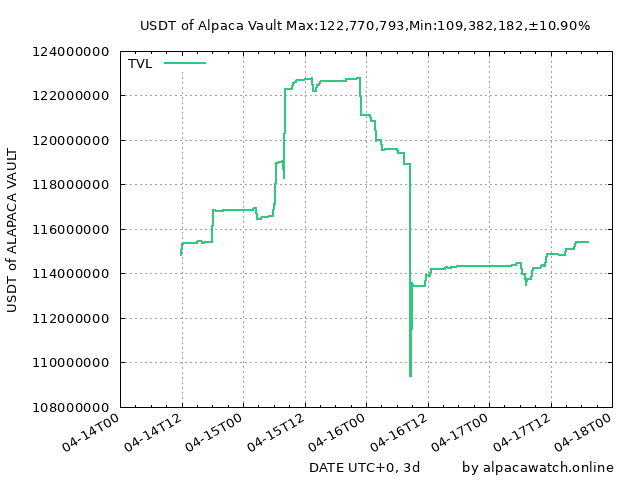 USDT of Alpaca Vault Max:122,770,793,Min:109,382,182,±10.90%
124000000
TVL
122000000
120000000
118000000
116000000
114000000
112000000
110000000
108000000
USDT of ALAPACA VAULT
04-14T00
04-14T12
04-15T00
04-15T12
04-16T00
04-16T12
04-17T00
04-17T12
04-18T00
DATE UTC+0, 3d
by alpacawatch.online